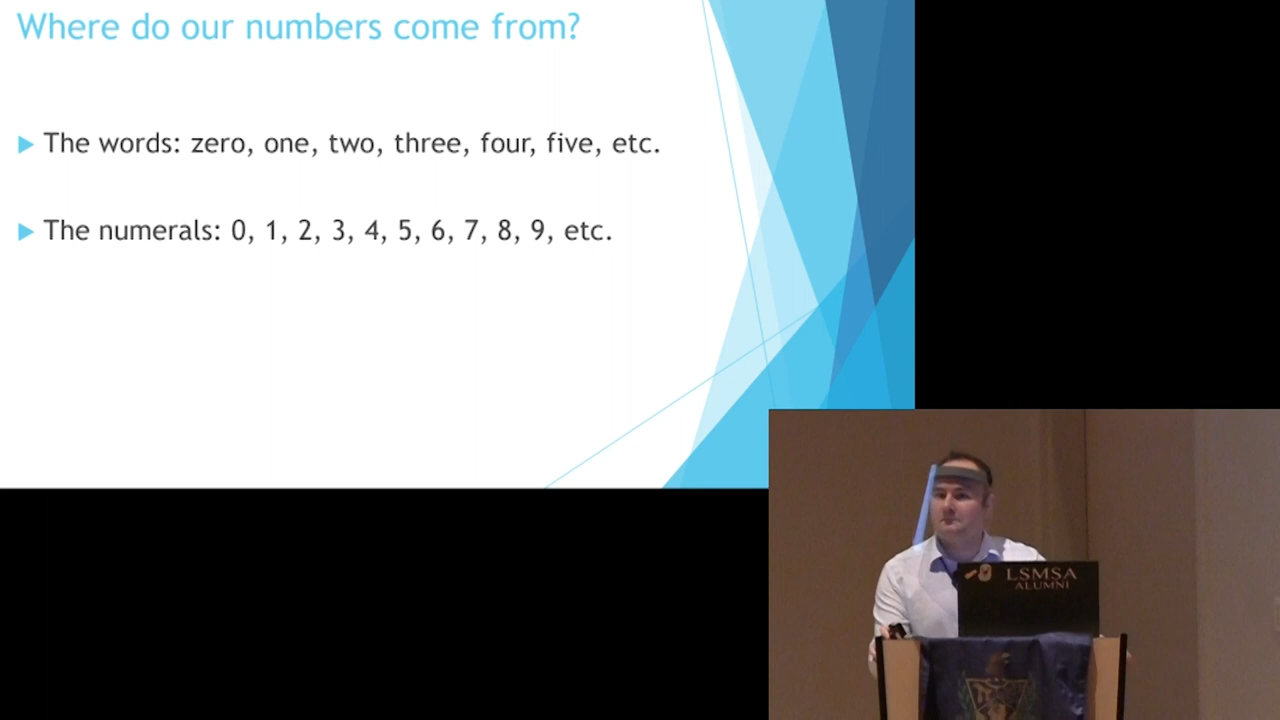 Where do our numbers come from?
The words: zero, one, two, three, four, five, etc.
The numerals: 0, 1, 2, 3, 4, 5, 6, 7, 8, 9, etc.
LSMSA
ALUMNI